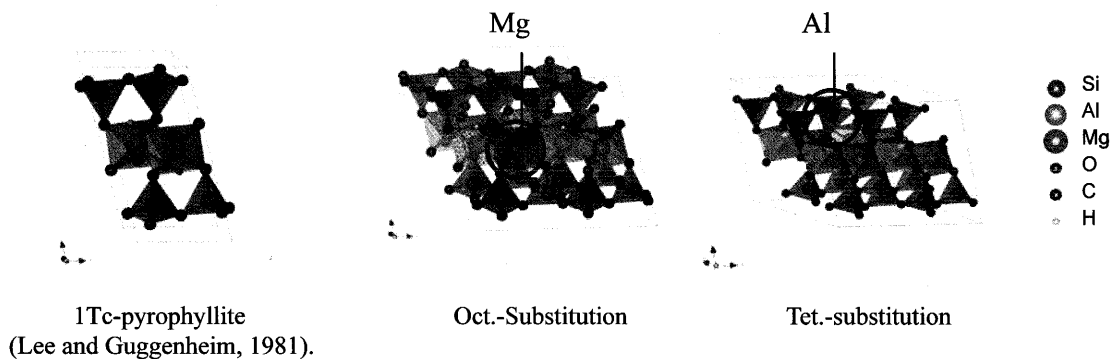 Mg
Al
Si
Al
Mg
O
C
H
1Tc-pyrophyllite
(Lee and Guggenheim, 1981).
Oct.-Substitution
Tet.-substitution